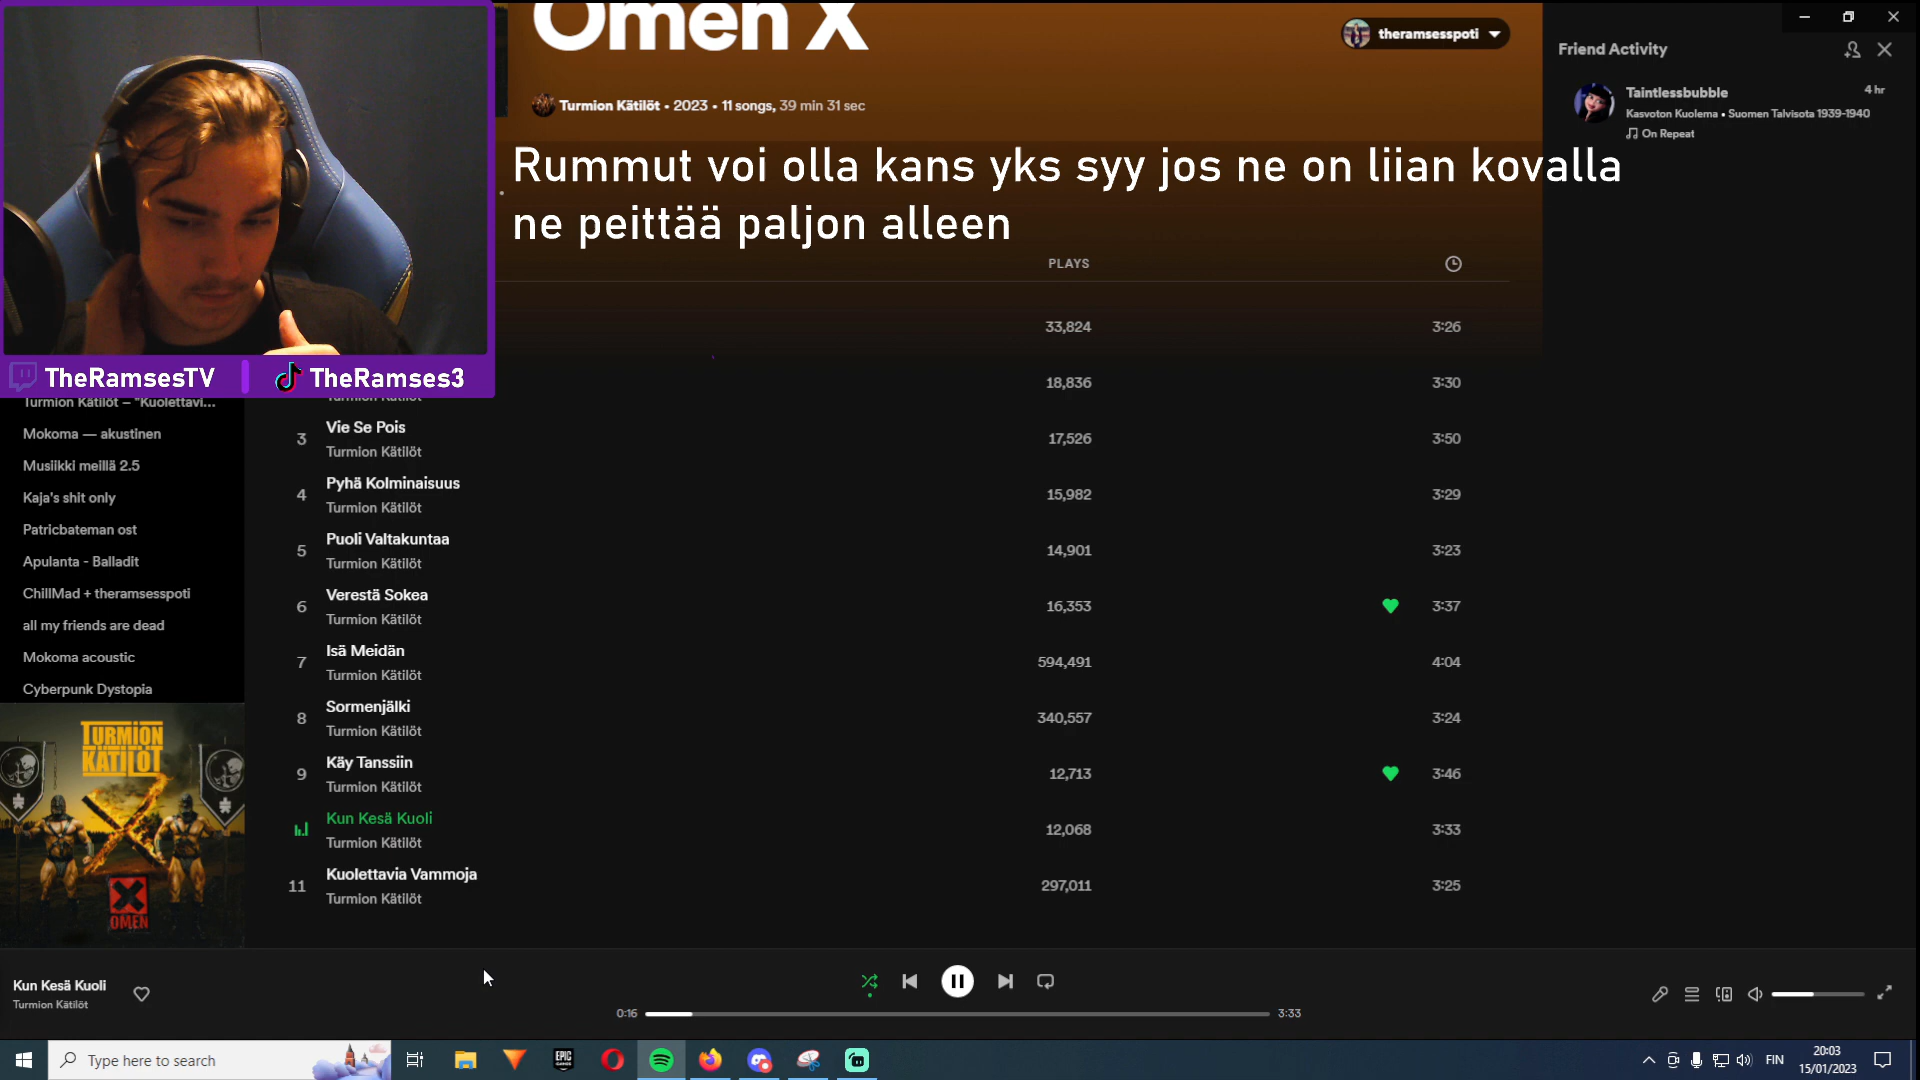 Omen X
theramsesspoti
Turmion Kätilöt • 2023 • 11 songs, 39 min 31 sec
Rummut voi olla kans yks syy jos ne on liian kovalla
ne peittää paljon alleen
PLAYS
33,824 3:26
18,836 3:30
Turmion Kätilöt
3 Vie Se Pois 17,526 3:50
Turmion Kätilöt
4 Pyhä Kolminaisuus 15,982 3:29
Turmion Kätilöt
5 Puoli Valtakuntaa 14,901 3:23
Turmion Kätilöt
6 Verestä Sokea 16,353 3:37
Turmion Kätilöt
7 Isä Meidän 594,491 4:04
Turmion Kätilöt
8 Sormenjälki 340,557 3:24
Turmion Kätilöt
9 Käy Tanssiin 12,713 3:46
Turmion Kätilöt
Kun Kesä Kuoli 12,068 3:33
Turmion Kätilöt
11 Kuolettavia Vammoja 297,011 3:25
Turmion Kätilöt
Friend Activity
Taintlessbubble 4 hr
Kasvoton Kuolema • Suomen Talvisota 1939-1940
On Repeat
TheRamsesTV TheRamses3
Turmion Kätilöt – "Kuolettavi...
Mokoma — akustinen
Musiikki meillä 2.5
Kaja's shit only
Patricbateman ost
Apulanta - Balladit
ChillMad + theramsesspoti
all my friends are dead
Mokoma acoustic
Cyberpunk Dystopia
TURMION
KÄTILÖT
OMEN
Kun Kesä Kuoli
Turmion Kätilöt
0:16 3:33
Type here to search
EPIC
GAMES
FIN
20:03
15/01/2023